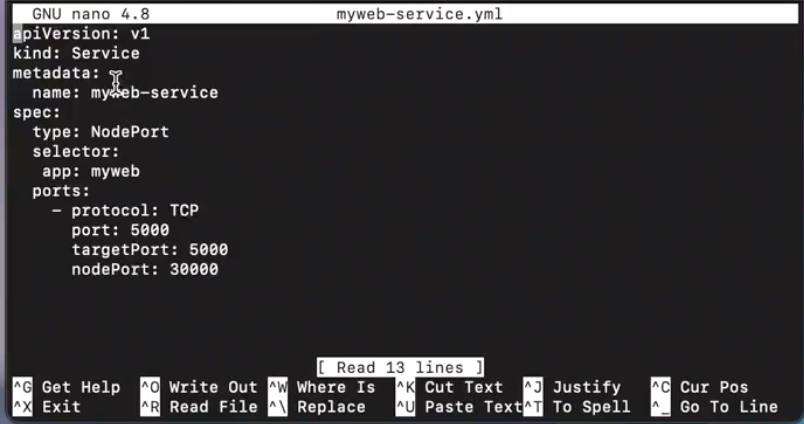 GNU nano 4.8 myweb-service.yml
apiVersion: v1
kind: Service
metadata:
  name: myweb-service
spec:
  type: NodePort
  selector:
   app: myweb
  ports:
    - protocol: TCP
      port: 5000
      targetPort: 5000
      nodePort: 30000
[ Read 13 lines ]
^G Get Help ^O Write Out ^W Where Is ^K Cut Text ^J Justify ^C Cur Pos
^X Exit ^R Read File ^\ Replace ^U Paste Text ^T To Spell ^_ Go To Line